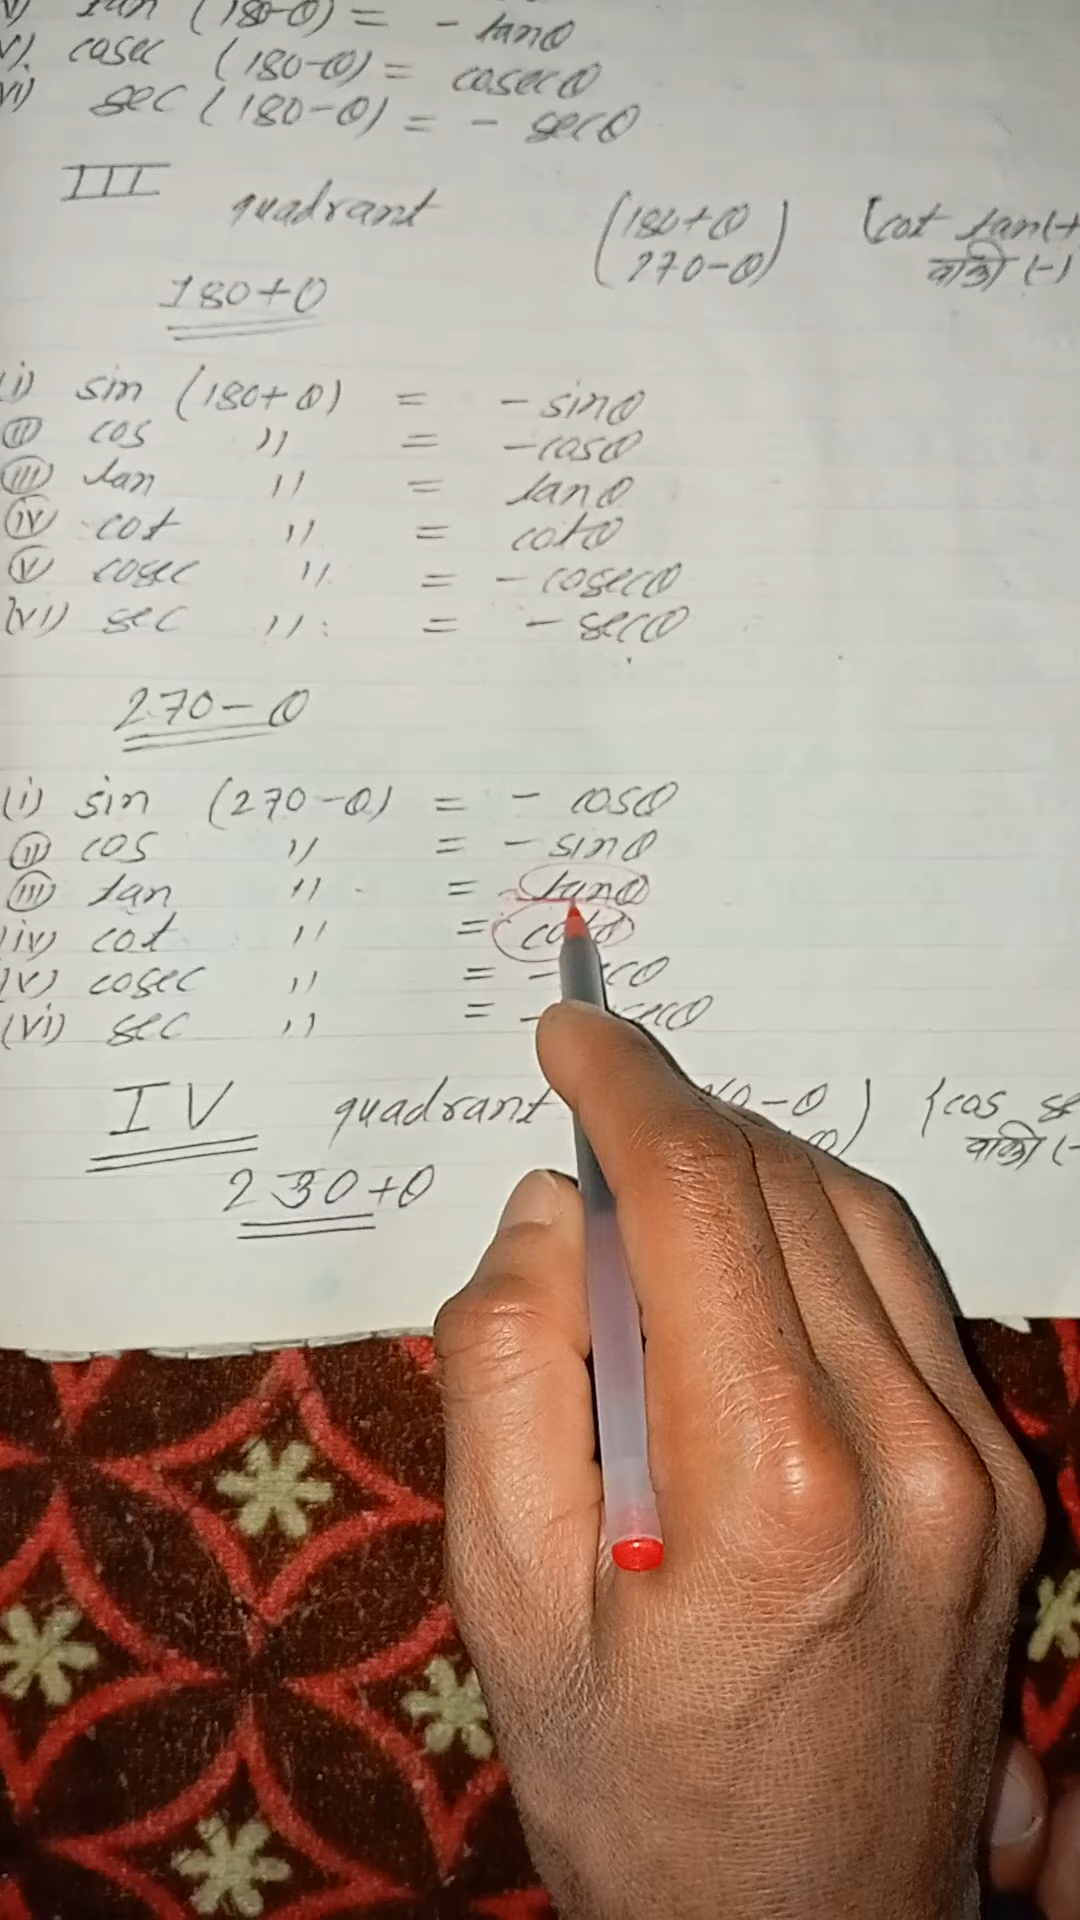 tan (180-θ) = - tanθ
v). cosec (180-θ) = cosecθ
vi) sec (180-θ) = - secθ
III quadrant (180+θ 270-θ) (cot tan(+
बाकी (-)
180+θ
(i) sin (180+θ) = - sinθ
(ii) cos " = - cosθ
(iii) tan " = tanθ
(iv) cot " = cotθ
(v) cosec " = - cosecθ
(vi) sec " = - secθ
270-θ
(i) sin (270-θ) = - cosθ
(ii) cos " = - sinθ
(iii) tan " = tanθ
(iv) cot " =
(v) cosec " = -
(vi) sec " = -
IV quadrant -θ ) {cos
बाकी (-
230+θ